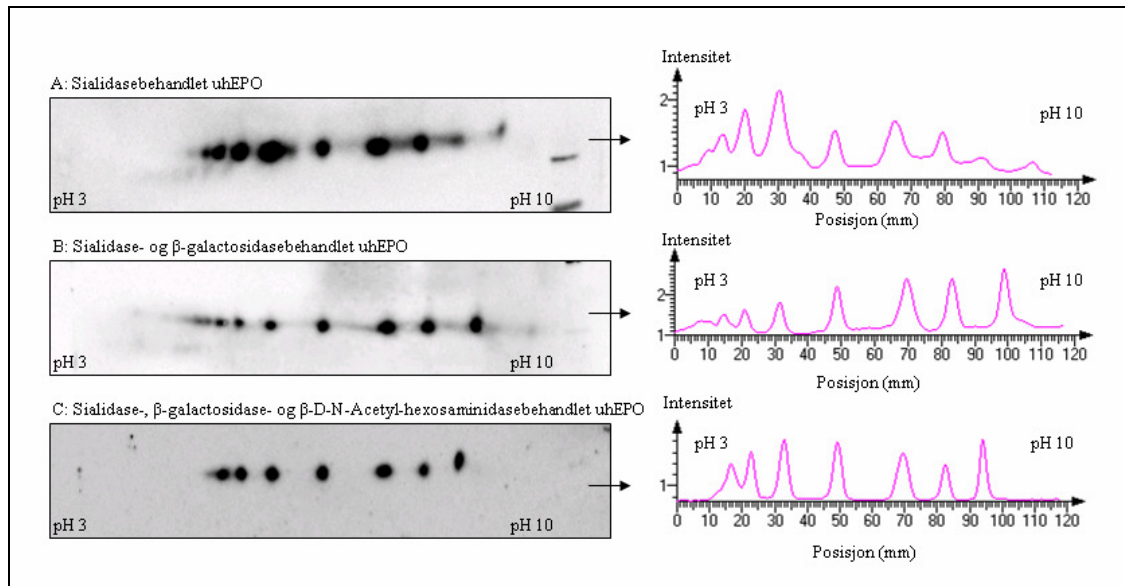 A: Sialidasebehandlet uhEPO
pH 3
pH 10
Intensitet
2
1
pH 3
pH 10
0 10 20 30 40 50 60 70 80 90 100 110 120
Posisjon (mm)
B: Sialidase- og β-galactosidasebehandlet uhEPO
pH 3
pH 10
Intensitet
2
1
pH 3
pH 10
0 10 20 30 40 50 60 70 80 90 100 110 120
Posisjon (mm)
C: Sialidase-, β-galactosidase- og β-D-N-Acetyl-hexosaminidasebehandlet uhEPO
pH 3
pH 10
Intensitet
1
pH 3
pH 10
0 10 20 30 40 50 60 70 80 90 100 110 120
Posisjon (mm)